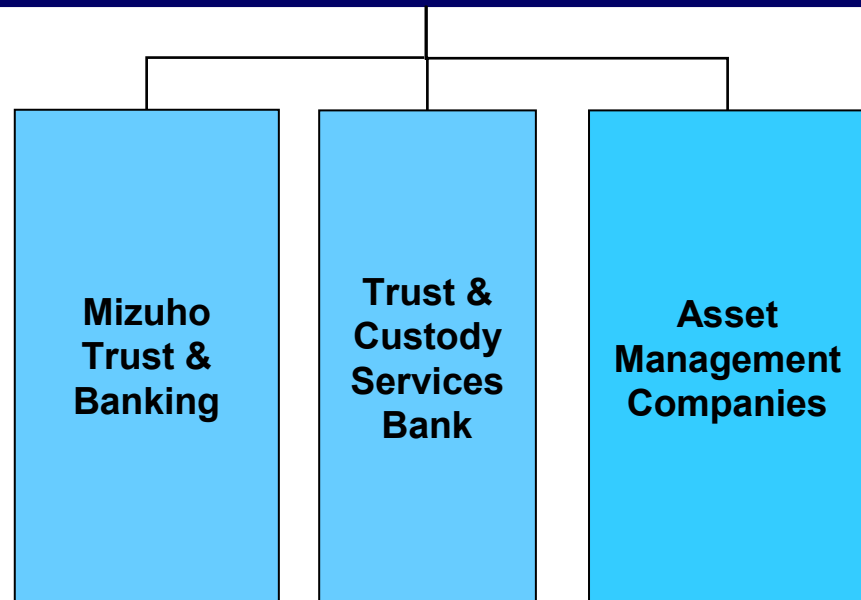 Mizuho
Trust &
Banking
Trust &
Custody
Services
Bank
Asset
Management
Companies